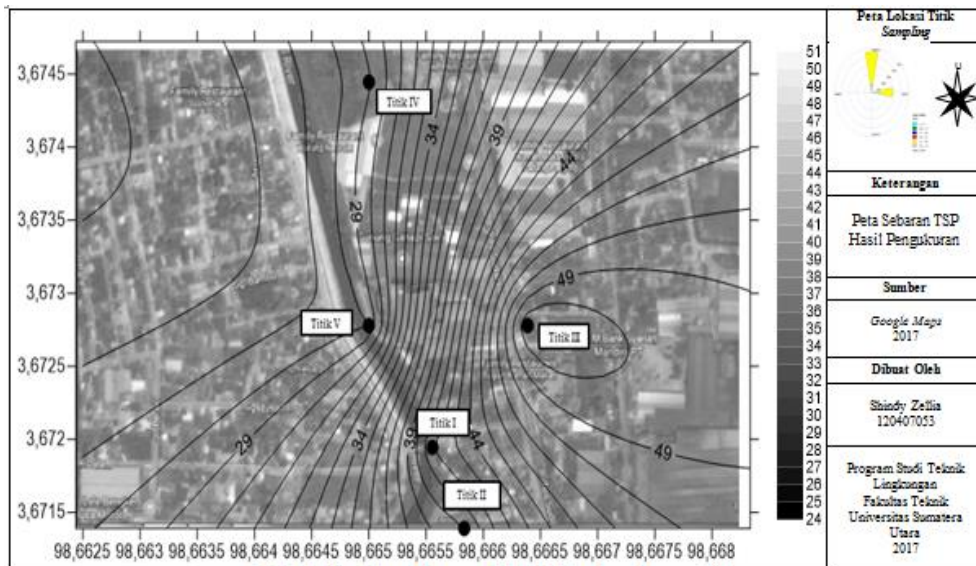 3,6745
3,674
3,6735
3,673
3,6725
3,672
3,6715
98,6625 98,663 98,6635 98,664 98,6645 98,665 98,6655 98,666 98,6665 98,667 98,6675 98,668
Titik IV
Titik V
Titik III
Titik I
Titik II
34
39
44
29
49
29
34
39
44
49
51
50
49
48
47
46
45
44
43
42
41
40
39
38
37
36
35
34
33
32
31
30
29
28
27
26
25
24
Peta Lokasi Titik
Sampling
Keterangan
Peta Sebaran TSP
Hasil Pengukuran
Sumber
Google Maps
2017
Dibuat Oleh
Shindy Zellia
120407053
Program Studi Teknik
Lingkungan
Fakultas Teknik
Universitas Sumatera
Utara
2017